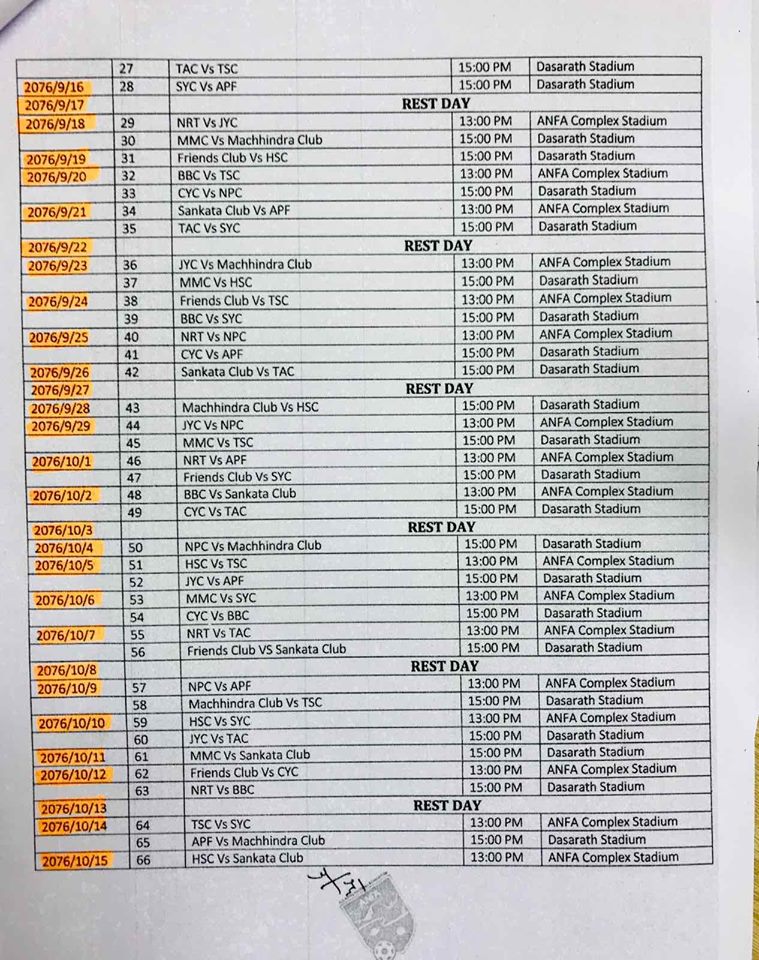 27 TAC Vs TSC 15:00 PM Dasarath Stadium
2076/9/16 28 SYC Vs APF 15:00 PM Dasarath Stadium
2076/9/17 REST DAY
2076/9/18 29 NRT Vs JYC 13:00 PM ANFA Complex Stadium
30 MMC Vs Machhindra Club 15:00 PM Dasarath Stadium
2076/9/19 31 Friends Club Vs HSC 15:00 PM Dasarath Stadium
2076/9/20 32 BBC Vs TSC 13:00 PM ANFA Complex Stadium
33 CYC Vs NPC 15:00 PM Dasarath Stadium
2076/9/21 34 Sankata Club Vs APF 13:00 PM ANFA Complex Stadium
35 TAC Vs SYC 15:00 PM Dasarath Stadium
2076/9/22 REST DAY
2076/9/23 36 JYC Vs Machhindra Club 13:00 PM ANFA Complex Stadium
37 MMC Vs HSC 15:00 PM Dasarath Stadium
2076/9/24 38 Friends Club Vs TSC 13:00 PM ANFA Complex Stadium
39 BBC Vs SYC 15:00 PM Dasarath Stadium
2076/9/25 40 NRT Vs NPC 13:00 PM ANFA Complex Stadium
41 CYC Vs APF 15:00 PM Dasarath Stadium
2076/9/26 42 Sankata Club Vs TAC 15:00 PM Dasarath Stadium
2076/9/27 REST DAY
2076/9/28 43 Machhindra Club Vs HSC 15:00 PM Dasarath Stadium
2076/9/29 44 JYC Vs NPC 13:00 PM ANFA Complex Stadium
45 MMC Vs TSC 15:00 PM Dasarath Stadium
2076/10/1 46 NRT Vs APF 13:00 PM ANFA Complex Stadium
47 Friends Club Vs SYC 15:00 PM Dasarath Stadium
2076/10/2 48 BBC Vs Sankata Club 13:00 PM ANFA Complex Stadium
49 CYC Vs TAC 15:00 PM Dasarath Stadium
2076/10/3 REST DAY
2076/10/4 50 NPC Vs Machhindra Club 15:00 PM Dasarath Stadium
2076/10/5 51 HSC Vs TSC 13:00 PM ANFA Complex Stadium
52 JYC Vs APF 15:00 PM Dasarath Stadium
2076/10/6 53 MMC Vs SYC 13:00 PM ANFA Complex Stadium
54 CYC Vs BBC 15:00 PM Dasarath Stadium
2076/10/7 55 NRT Vs TAC 13:00 PM ANFA Complex Stadium
56 Friends Club VS Sankata Club 15:00 PM Dasarath Stadium
2076/10/8 REST DAY
2076/10/9 57 NPC Vs APF 13:00 PM ANFA Complex Stadium
58 Machhindra Club Vs TSC 15:00 PM Dasarath Stadium
2076/10/10 59 HSC Vs SYC 13:00 PM ANFA Complex Stadium
60 JYC Vs TAC 15:00 PM Dasarath Stadium
2076/10/11 61 MMC Vs Sankata Club 15:00 PM Dasarath Stadium
2076/10/12 62 Friends Club Vs CYC 13:00 PM ANFA Complex Stadium
63 NRT Vs BBC 15:00 PM Dasarath Stadium
2076/10/13 REST DAY
2076/10/14 64 TSC Vs SYC 13:00 PM ANFA Complex Stadium
65 APF Vs Machhindra Club 15:00 PM Dasarath Stadium
2076/10/15 66 HSC Vs Sankata Club 13:00 PM ANFA Complex Stadium
ANFA